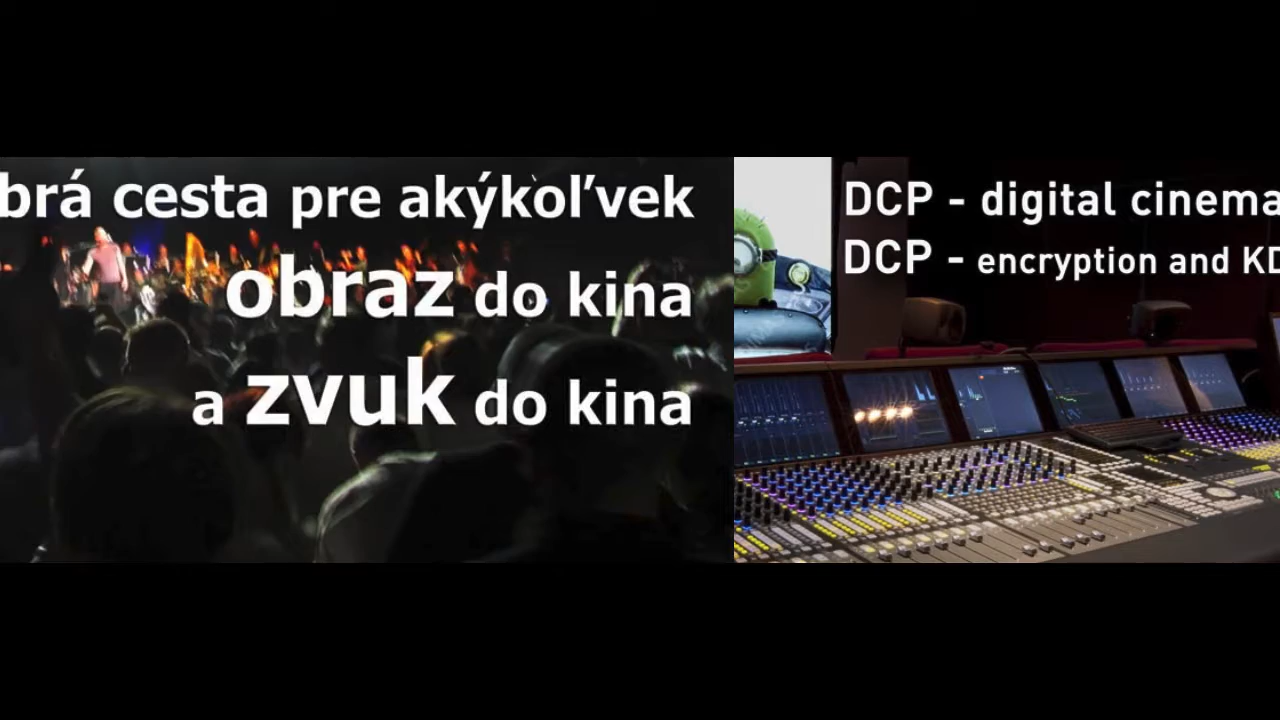 brá cesta pre akýkoľvek
obraz do kina
a zvuk do kina
DCP - digital cinema
DCP - encryption and KD